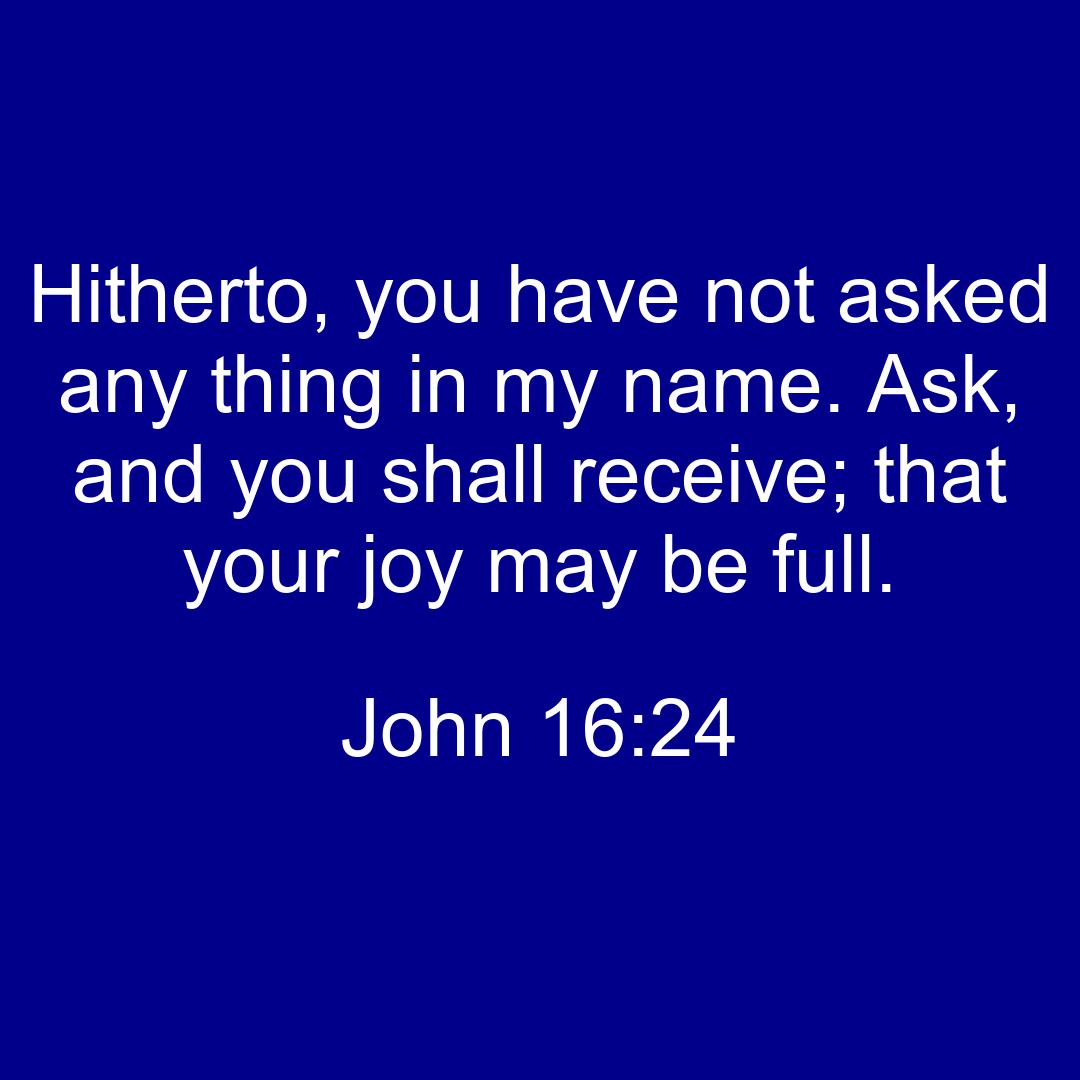 Hitherto, you have not asked
any thing in my name. Ask,
and you shall receive; that
your joy may be full.
John 16:24